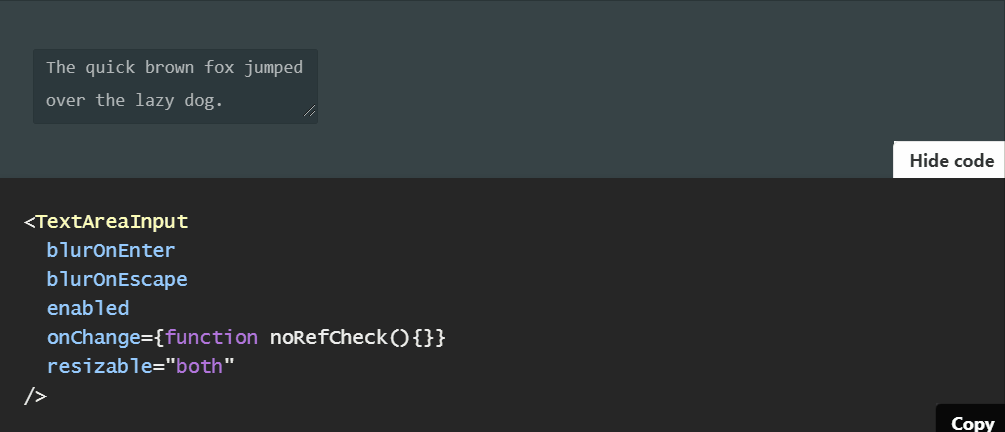 The quick brown fox jumped
over the lazy dog.
Hide code
<TextAreaInput
  blurOnEnter
  blurOnEscape
  enabled
  onChange={function noRefCheck(){}}
  resizable="both"
/>
Copy